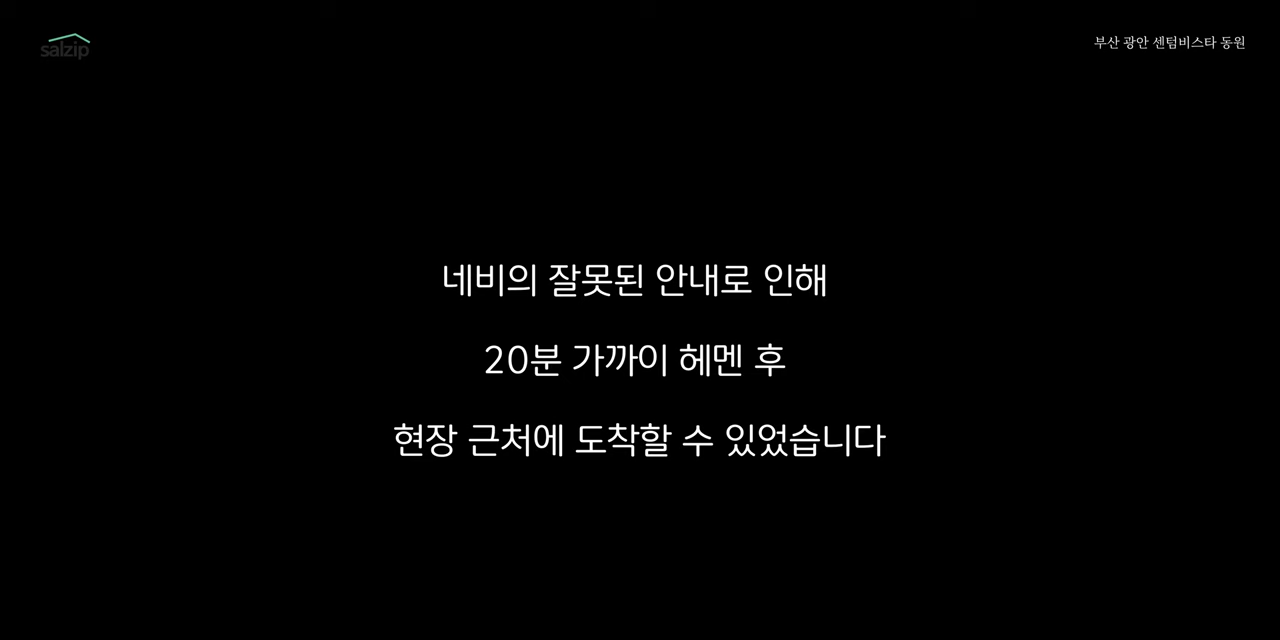 salzip
부산 광안 센텀비스타 동원
네비의 잘못된 안내로 인해
20분 가까이 헤멘 후
현장 근처에 도착할 수 있었습니다